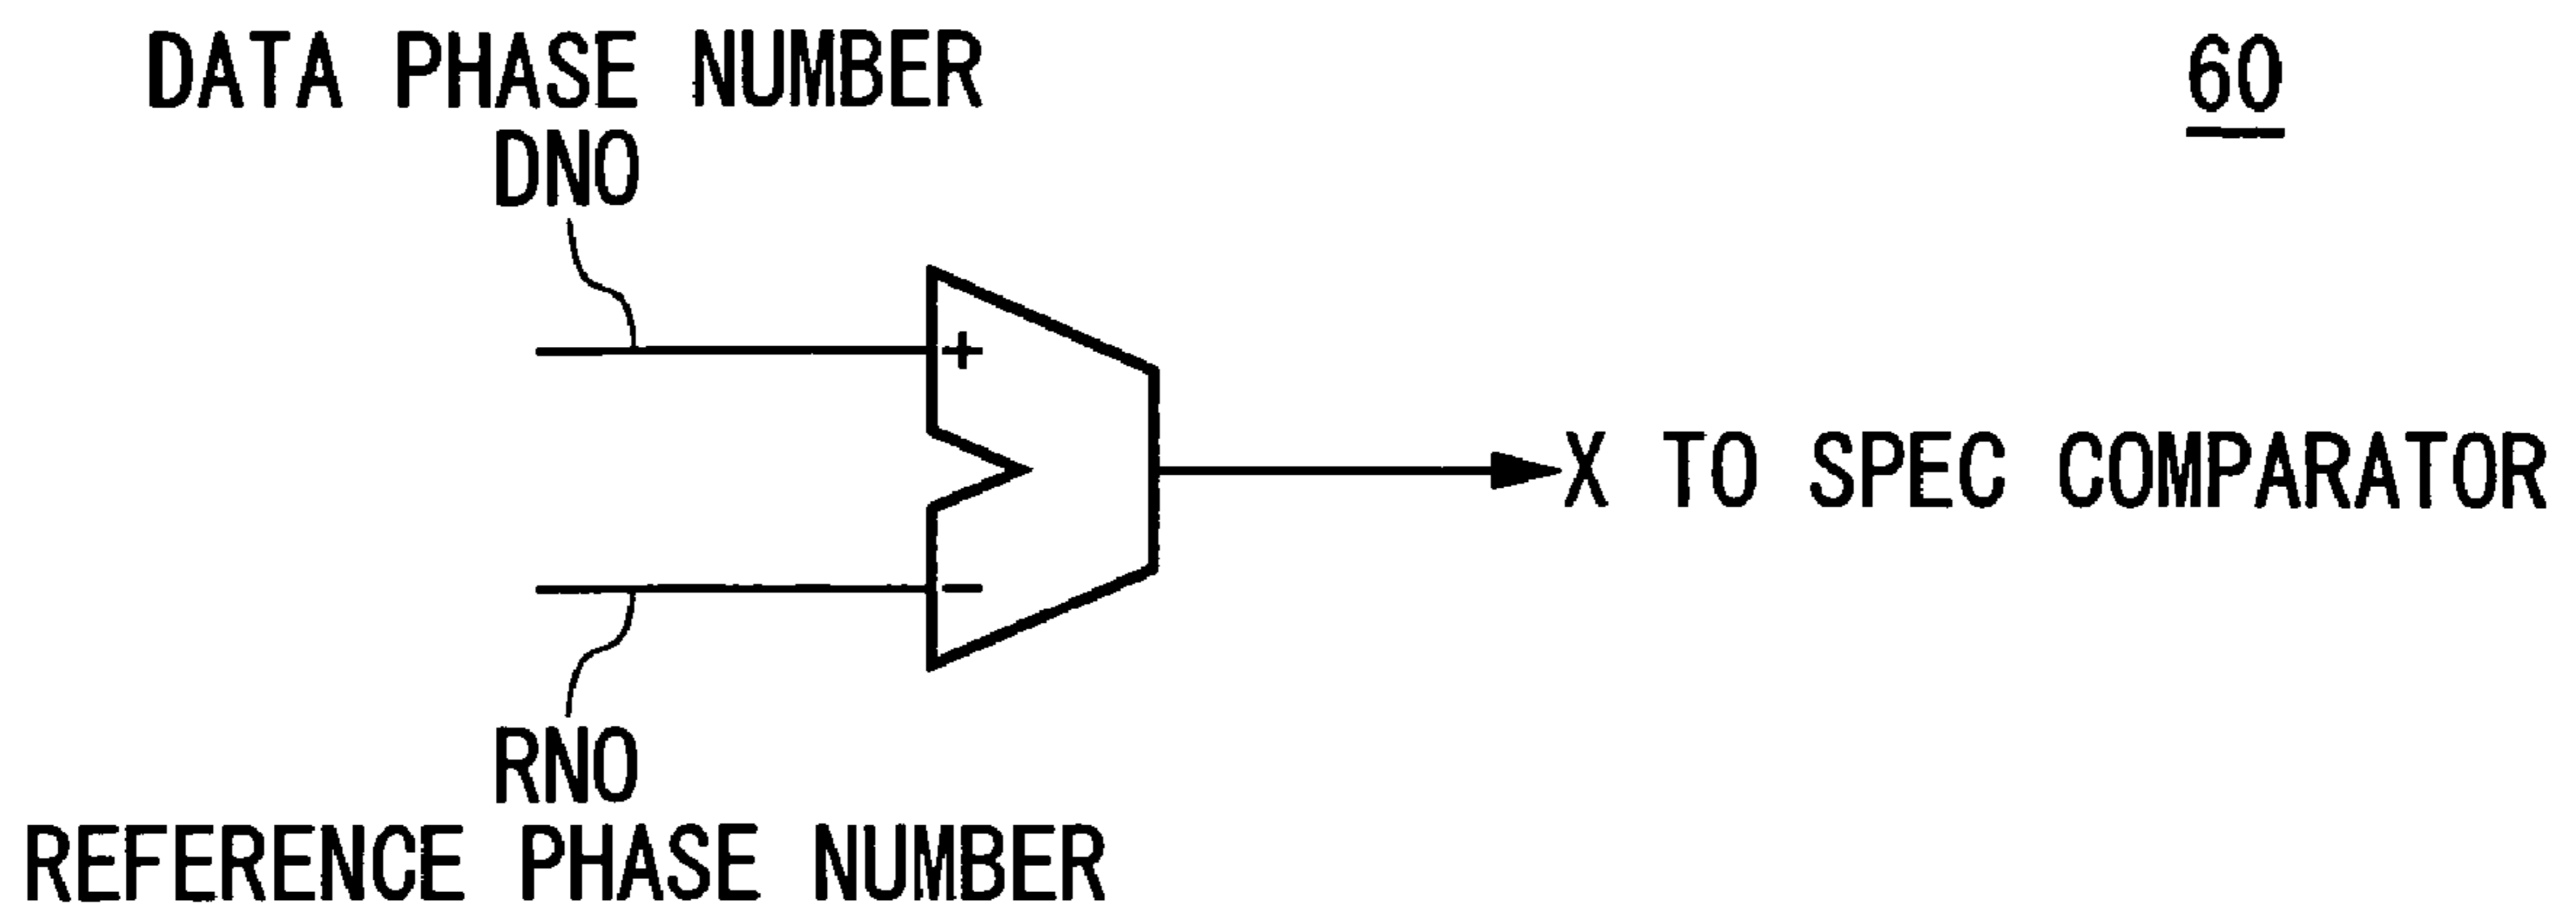 DATA PHASE NUMBER
60
DNO
+
X TO SPEC COMPARATOR
−
RNO
REFERENCE PHASE NUMBER